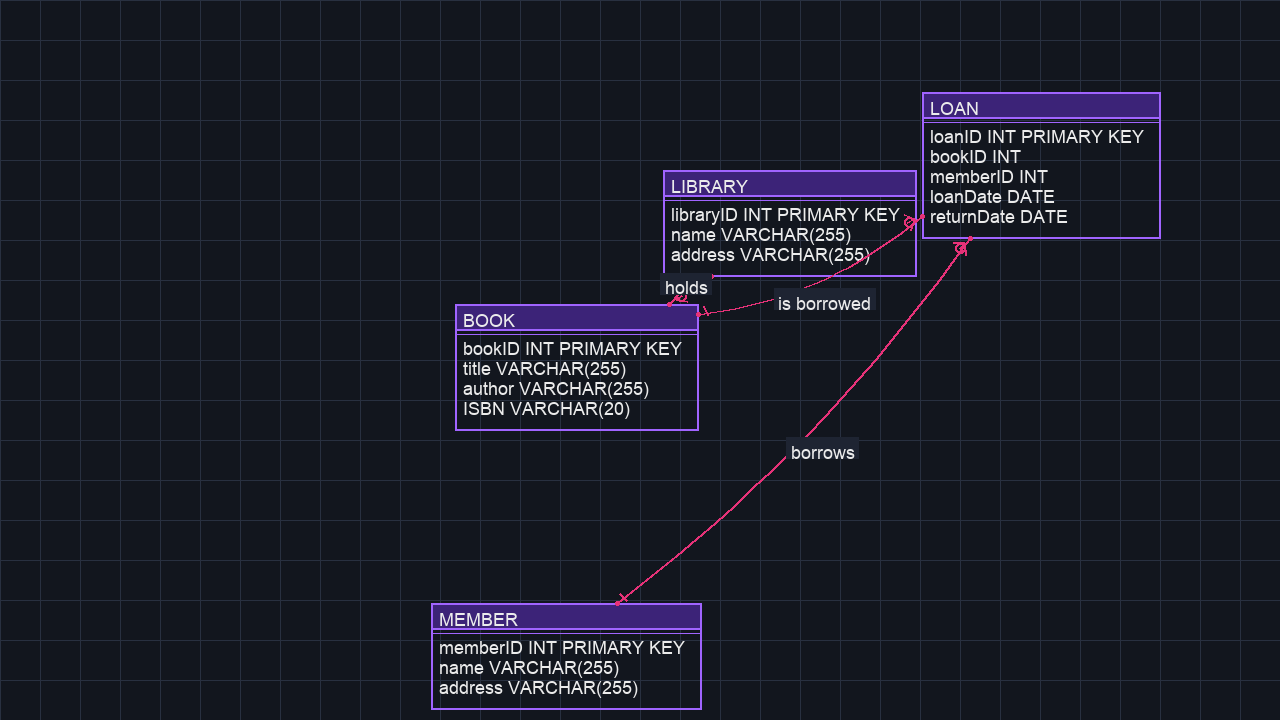 LOAN
loanID INT PRIMARY KEY
bookID INT
memberID INT
loanDate DATE
returnDate DATE
LIBRARY
libraryID INT PRIMARY KEY
name VARCHAR(255)
address VARCHAR(255)
holds
is borrowed
BOOK
bookID INT PRIMARY KEY
title VARCHAR(255)
author VARCHAR(255)
ISBN VARCHAR(20)
borrows
MEMBER
memberID INT PRIMARY KEY
name VARCHAR(255)
address VARCHAR(255)